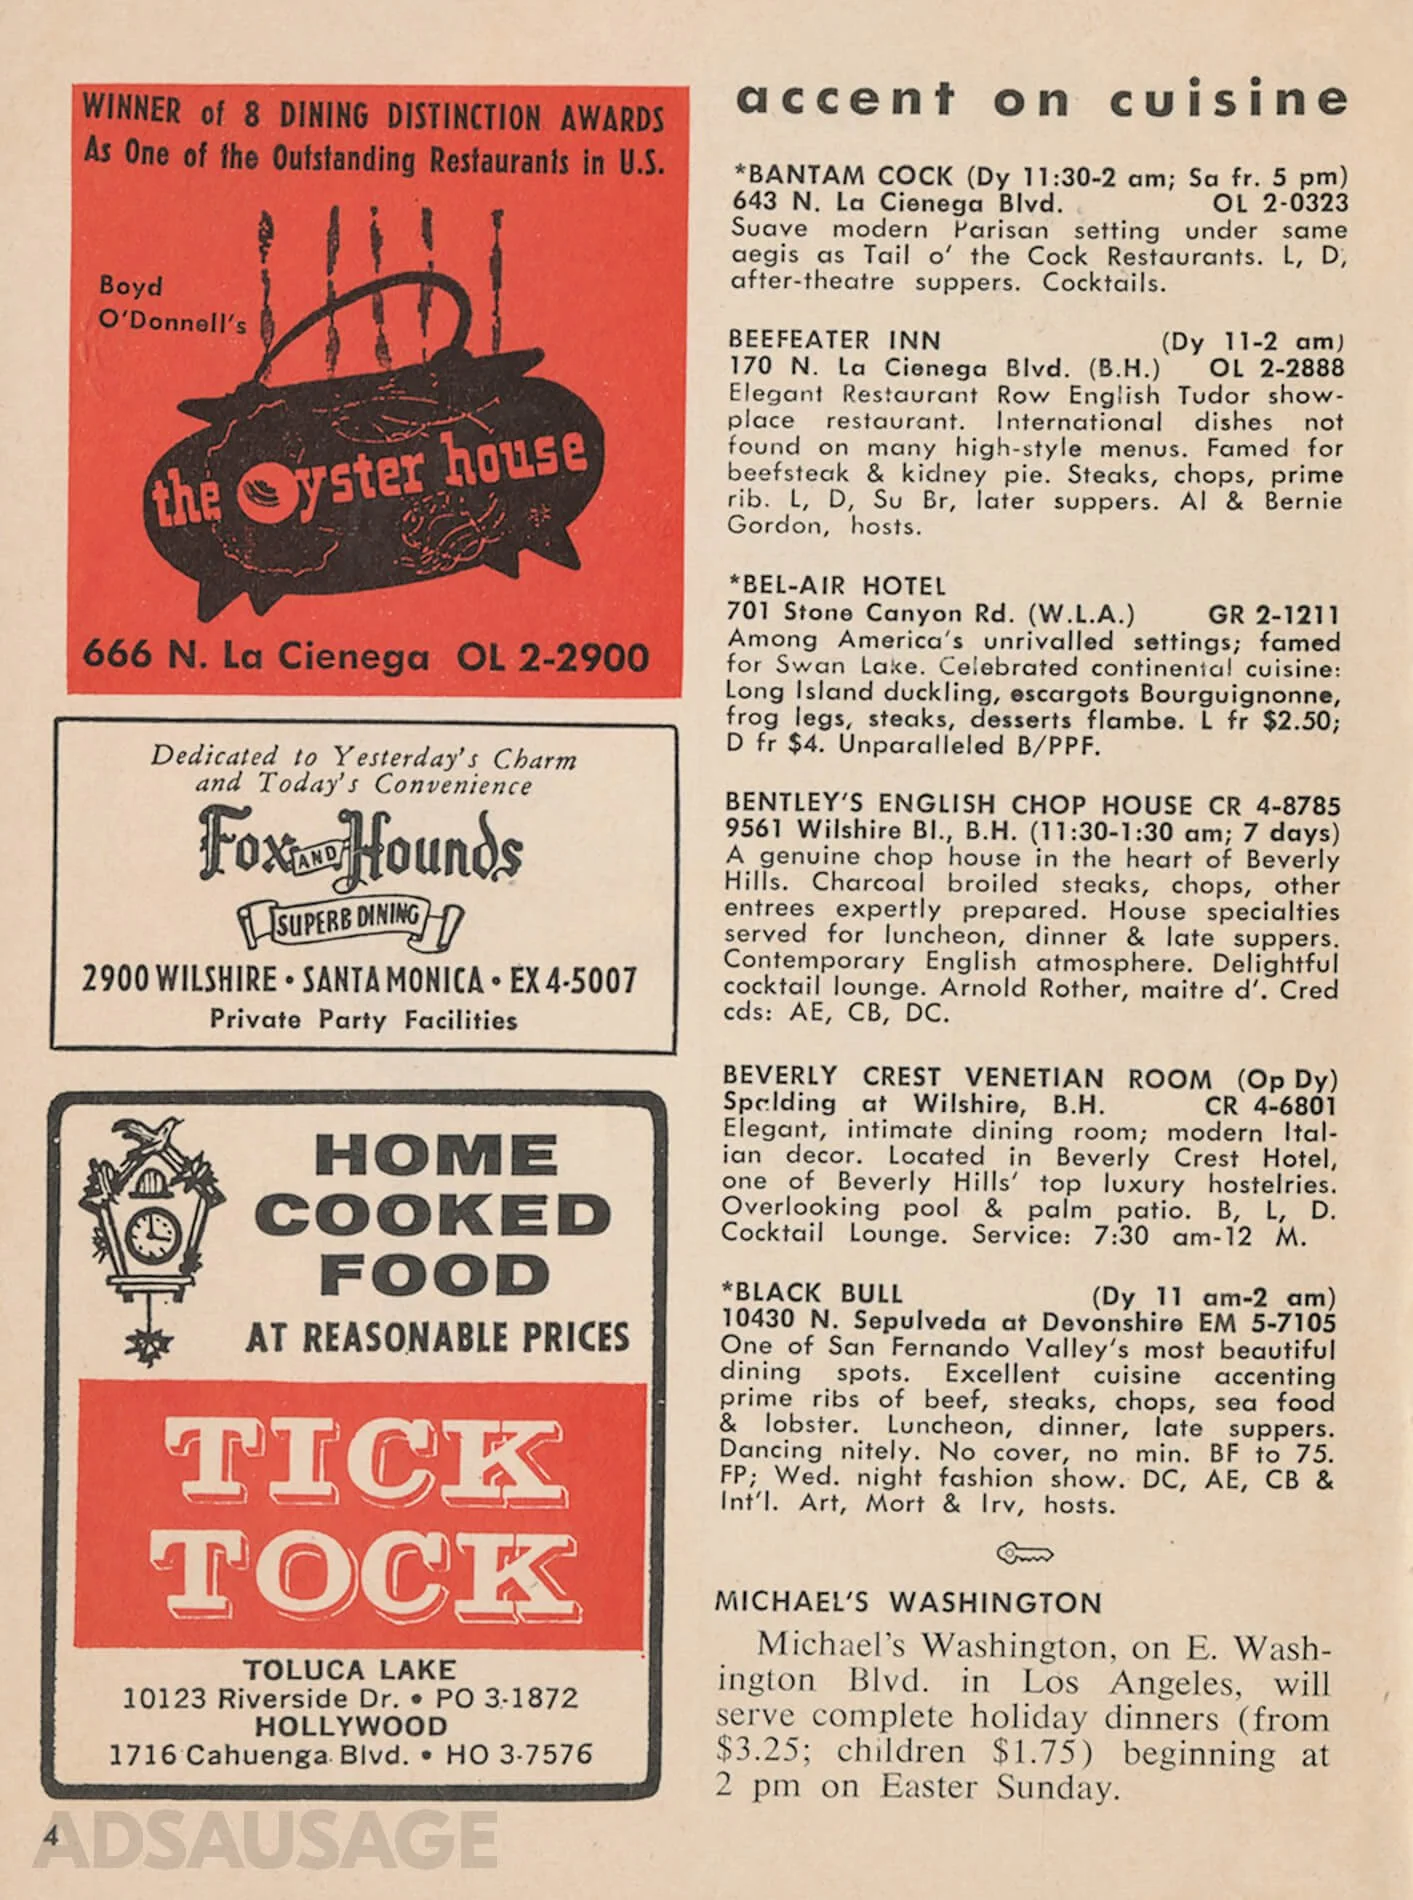 WINNER of 8 DINING DISTINCTION AWARDS
As One of the Outstanding Restaurants in U.S.
Boyd
O'Donnell's
the Oyster house
666 N. La Cienega OL 2-2900
Dedicated to Yesterday's Charm
and Today's Convenience
Fox AND Hounds
SUPERB DINING
2900 WILSHIRE • SANTA MONICA • EX 4-5007
Private Party Facilities
HOME
COOKED
FOOD
AT REASONABLE PRICES
TICK
TOCK
TOLUCA LAKE
10123 Riverside Dr. • PO 3-1872
HOLLYWOOD
1716 Cahuenga Blvd. • HO 3-7576
4
ADSAUSAGE
accent on cuisine
*BANTAM COCK (Dy 11:30-2 am; Sa fr. 5 pm)
643 N. La Cienega Blvd. OL 2-0323
Suave modern Parisan setting under same
aegis as Tail o' the Cock Restaurants. L, D,
after-theatre suppers. Cocktails.
BEEFEATER INN (Dy 11-2 am)
170 N. La Cienega Blvd. (B.H.) OL 2-2888
Elegant Restaurant Row English Tudor show-
place restaurant. International dishes not
found on many high-style menus. Famed for
beefsteak & kidney pie. Steaks, chops, prime
rib. L, D, Su Br, later suppers. Al & Bernie
Gordon, hosts.
*BEL-AIR HOTEL
701 Stone Canyon Rd. (W.L.A.) GR 2-1211
Among America's unrivalled settings; famed
for Swan Lake. Celebrated continental cuisine:
Long Island duckling, escargots Bourguignonne,
frog legs, steaks, desserts flambe. L fr $2.50;
D fr $4. Unparalleled B/PPF.
BENTLEY'S ENGLISH CHOP HOUSE CR 4-8785
9561 Wilshire Bl., B.H. (11:30-1:30 am; 7 days)
A genuine chop house in the heart of Beverly
Hills. Charcoal broiled steaks, chops, other
entrees expertly prepared. House specialties
served for luncheon, dinner & late suppers.
Contemporary English atmosphere. Delightful
cocktail lounge. Arnold Rother, maitre d'. Cred
cds: AE, CB, DC.
BEVERLY CREST VENETIAN ROOM (Op Dy)
Spalding at Wilshire, B.H. CR 4-6801
Elegant, intimate dining room; modern Ital-
ian decor. Located in Beverly Crest Hotel,
one of Beverly Hills' top luxury hostelries.
Overlooking pool & palm patio. B, L, D.
Cocktail Lounge. Service: 7:30 am-12 M.
*BLACK BULL (Dy 11 am-2 am)
10430 N. Sepulveda at Devonshire EM 5-7105
One of San Fernando Valley's most beautiful
dining spots. Excellent cuisine accenting
prime ribs of beef, steaks, chops, sea food
& lobster. Luncheon, dinner, late suppers.
Dancing nitely. No cover, no min. BF to 75.
FP; Wed. night fashion show. DC, AE, CB &
Int'l. Art, Mort & Irv, hosts.
MICHAEL'S WASHINGTON
Michael's Washington, on E. Wash-
ington Blvd. in Los Angeles, will
serve complete holiday dinners (from
$3.25; children $1.75) beginning at
2 pm on Easter Sunday.